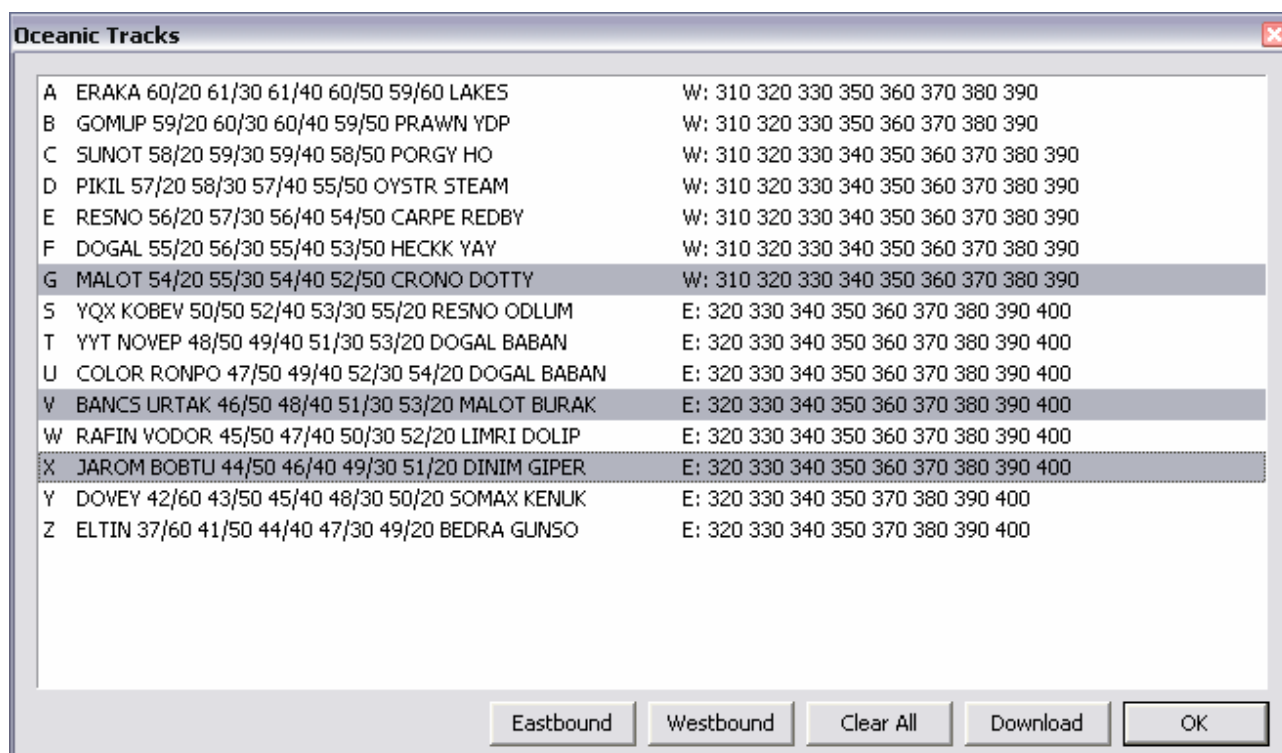 Oceanic Tracks
A ERAKA 60/20 61/30 61/40 60/50 59/60 LAKES W: 310 320 330 350 360 370 380 390
B GOMUP 59/20 60/30 60/40 59/50 PRAWN YDP W: 310 320 330 350 360 370 380 390
C SUNOT 58/20 59/30 59/40 58/50 PORGY HO W: 310 320 330 340 350 360 370 380 390
D PIKIL 57/20 58/30 57/40 55/50 OYSTR STEAM W: 310 320 330 340 350 360 370 380 390
E RESNO 56/20 57/30 56/40 54/50 CARPE REDBY W: 310 320 330 340 350 360 370 380 390
F DOGAL 55/20 56/30 55/40 53/50 HECKK YAY W: 310 320 330 340 350 360 370 380 390
G MALOT 54/20 55/30 54/40 52/50 CRONO DOTTY W: 310 320 330 340 350 360 370 380 390
S YQX KOBEV 50/50 52/40 53/30 55/20 RESNO ODLUM E: 320 330 340 350 360 370 380 390 400
T YYT NOVEP 48/50 49/40 51/30 53/20 DOGAL BABAN E: 320 330 340 350 360 370 380 390 400
U COLOR RONPO 47/50 49/40 52/30 54/20 DOGAL BABAN E: 320 330 340 350 360 370 380 390 400
V BANCS URTAK 46/50 48/40 51/30 53/20 MALOT BURAK E: 320 330 340 350 360 370 380 390 400
W RAFIN VODOR 45/50 47/40 50/30 52/20 LIMRI DOLIP E: 320 330 340 350 360 370 380 390 400
X JAROM BOBTU 44/50 46/40 49/30 51/20 DINIM GIPER E: 320 330 340 350 360 370 380 390 400
Y DOVEY 42/60 43/50 45/40 48/30 50/20 SOMAX KENUK E: 320 330 340 350 370 380 390 400
Z ELTIN 37/60 41/50 44/40 47/30 49/20 BEDRA GUNSO E: 320 330 340 350 370 380 390 400
Eastbound Westbound Clear All Download OK